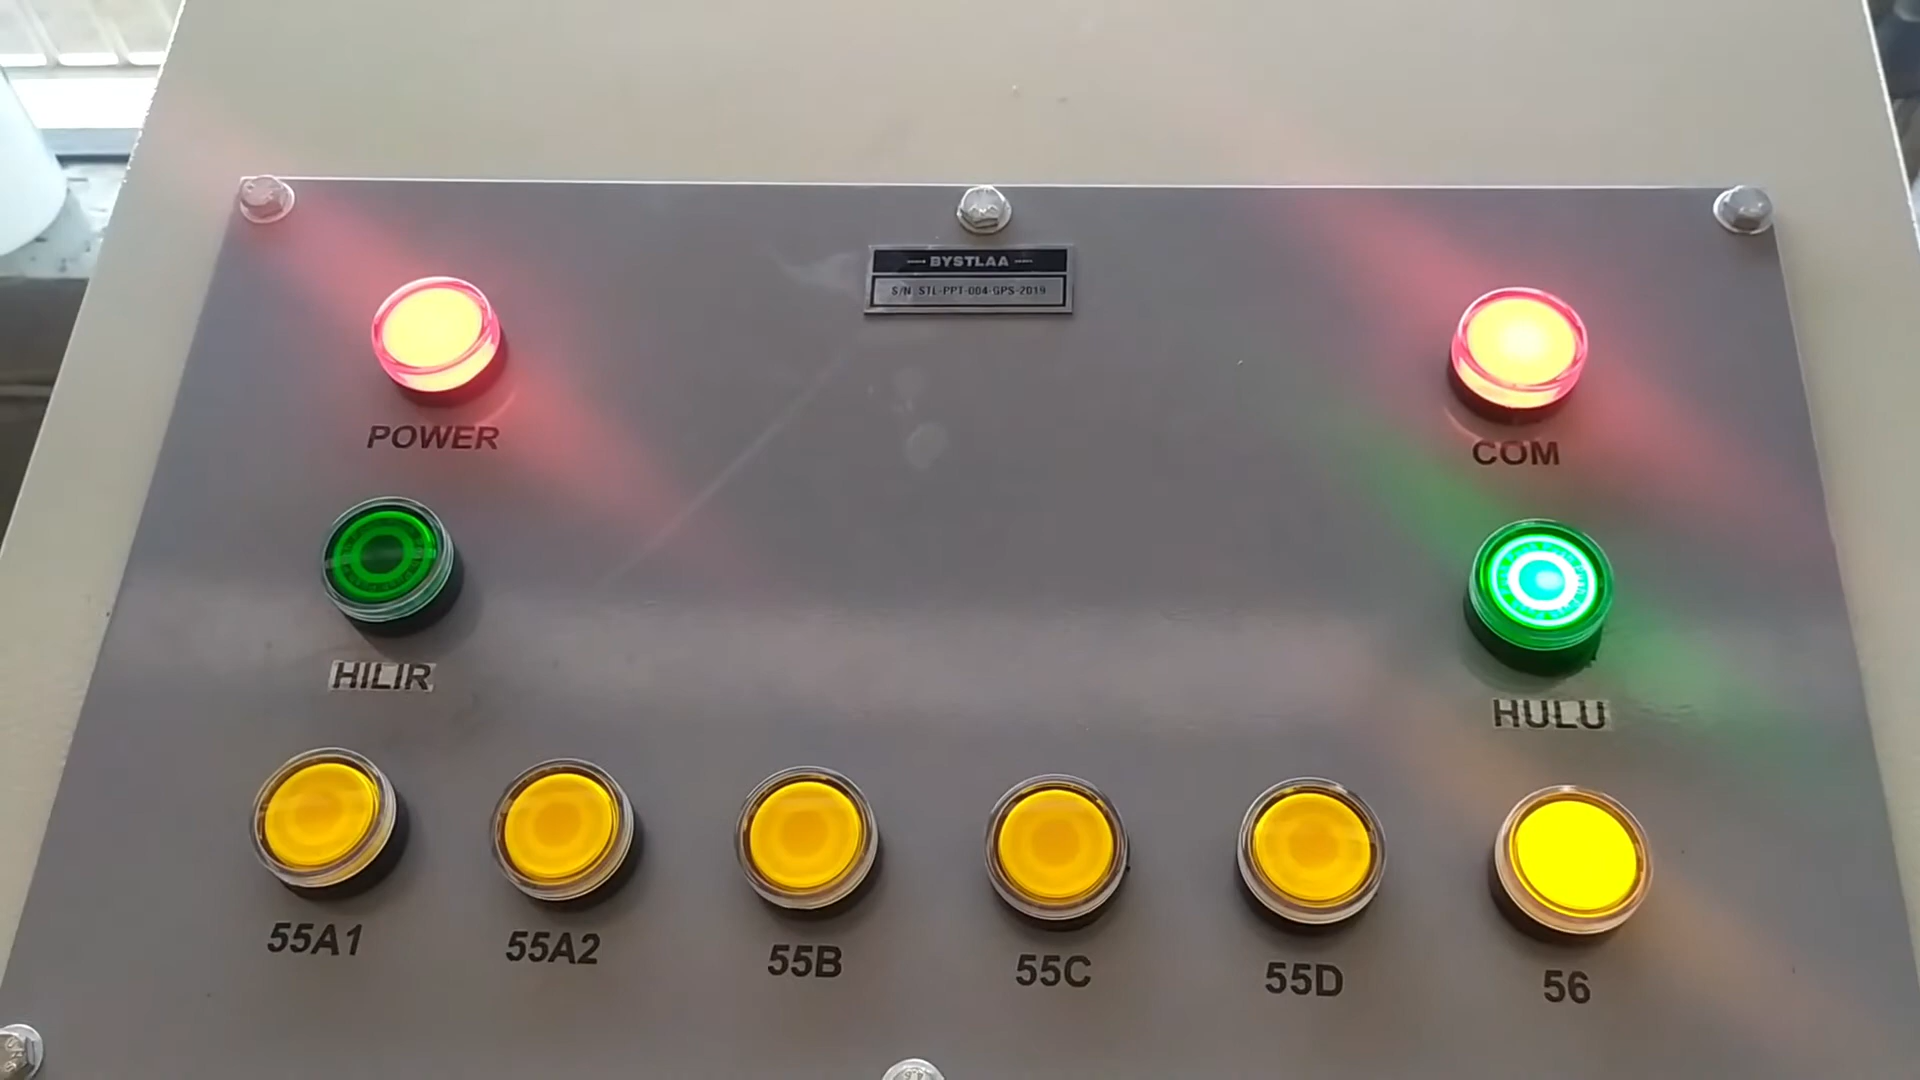 BYSTLAA
S/N STL-PPT-004-GPS-2019
POWER
COM
HILIR
HULU
55A1
55A2
55B
55C
55D
56